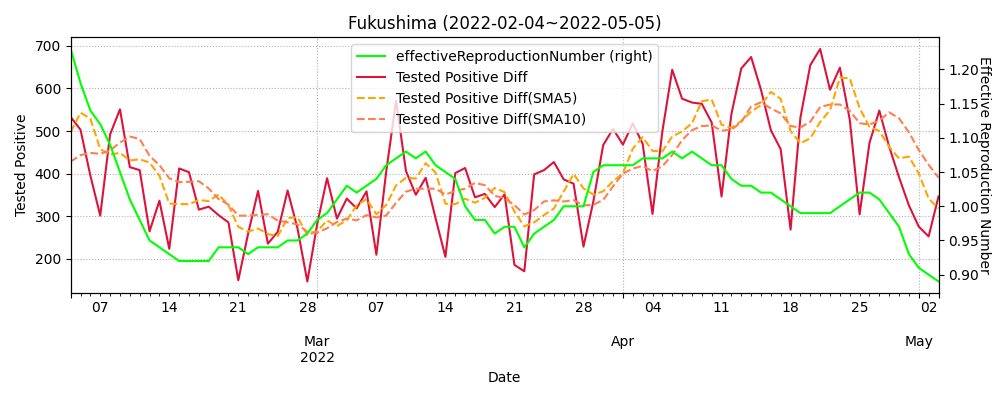 Fukushima (2022-02-04~2022-05-05)
effectiveReproductionNumber (right)
Tested Positive Diff
Tested Positive Diff(SMA5)
Tested Positive Diff(SMA10)
Tested Positive
700
600
500
400
300
200
Effective Reproduction Number
1.20
1.15
1.10
1.05
1.00
0.95
0.90
07 14 21 28 07 14 21 28 04 11 18 25 02
Mar Apr May
2022
Date